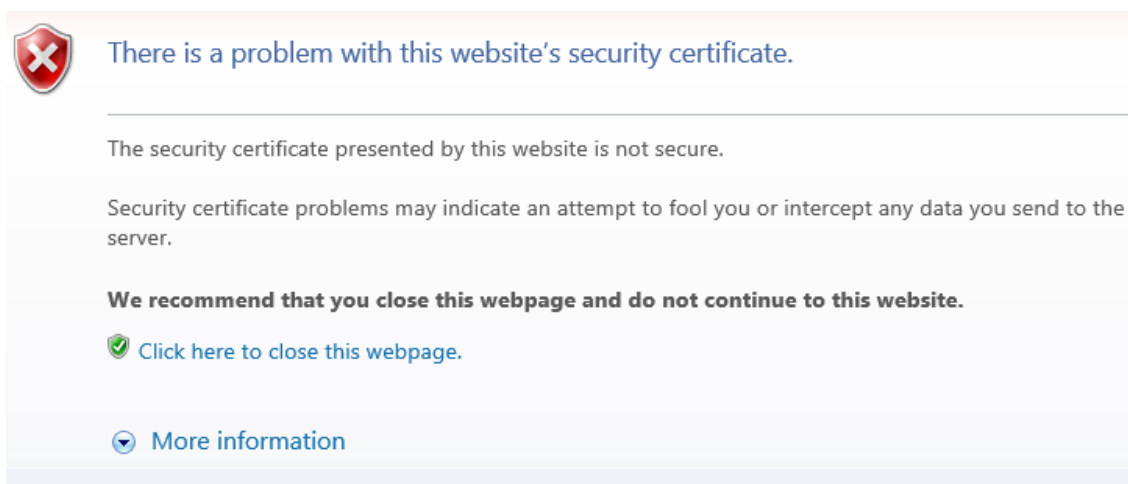 There is a problem with this website's security certificate.
The security certificate presented by this website is not secure.
Security certificate problems may indicate an attempt to fool you or intercept any data you send to the
server.
We recommend that you close this webpage and do not continue to this website.
Click here to close this webpage.
More information